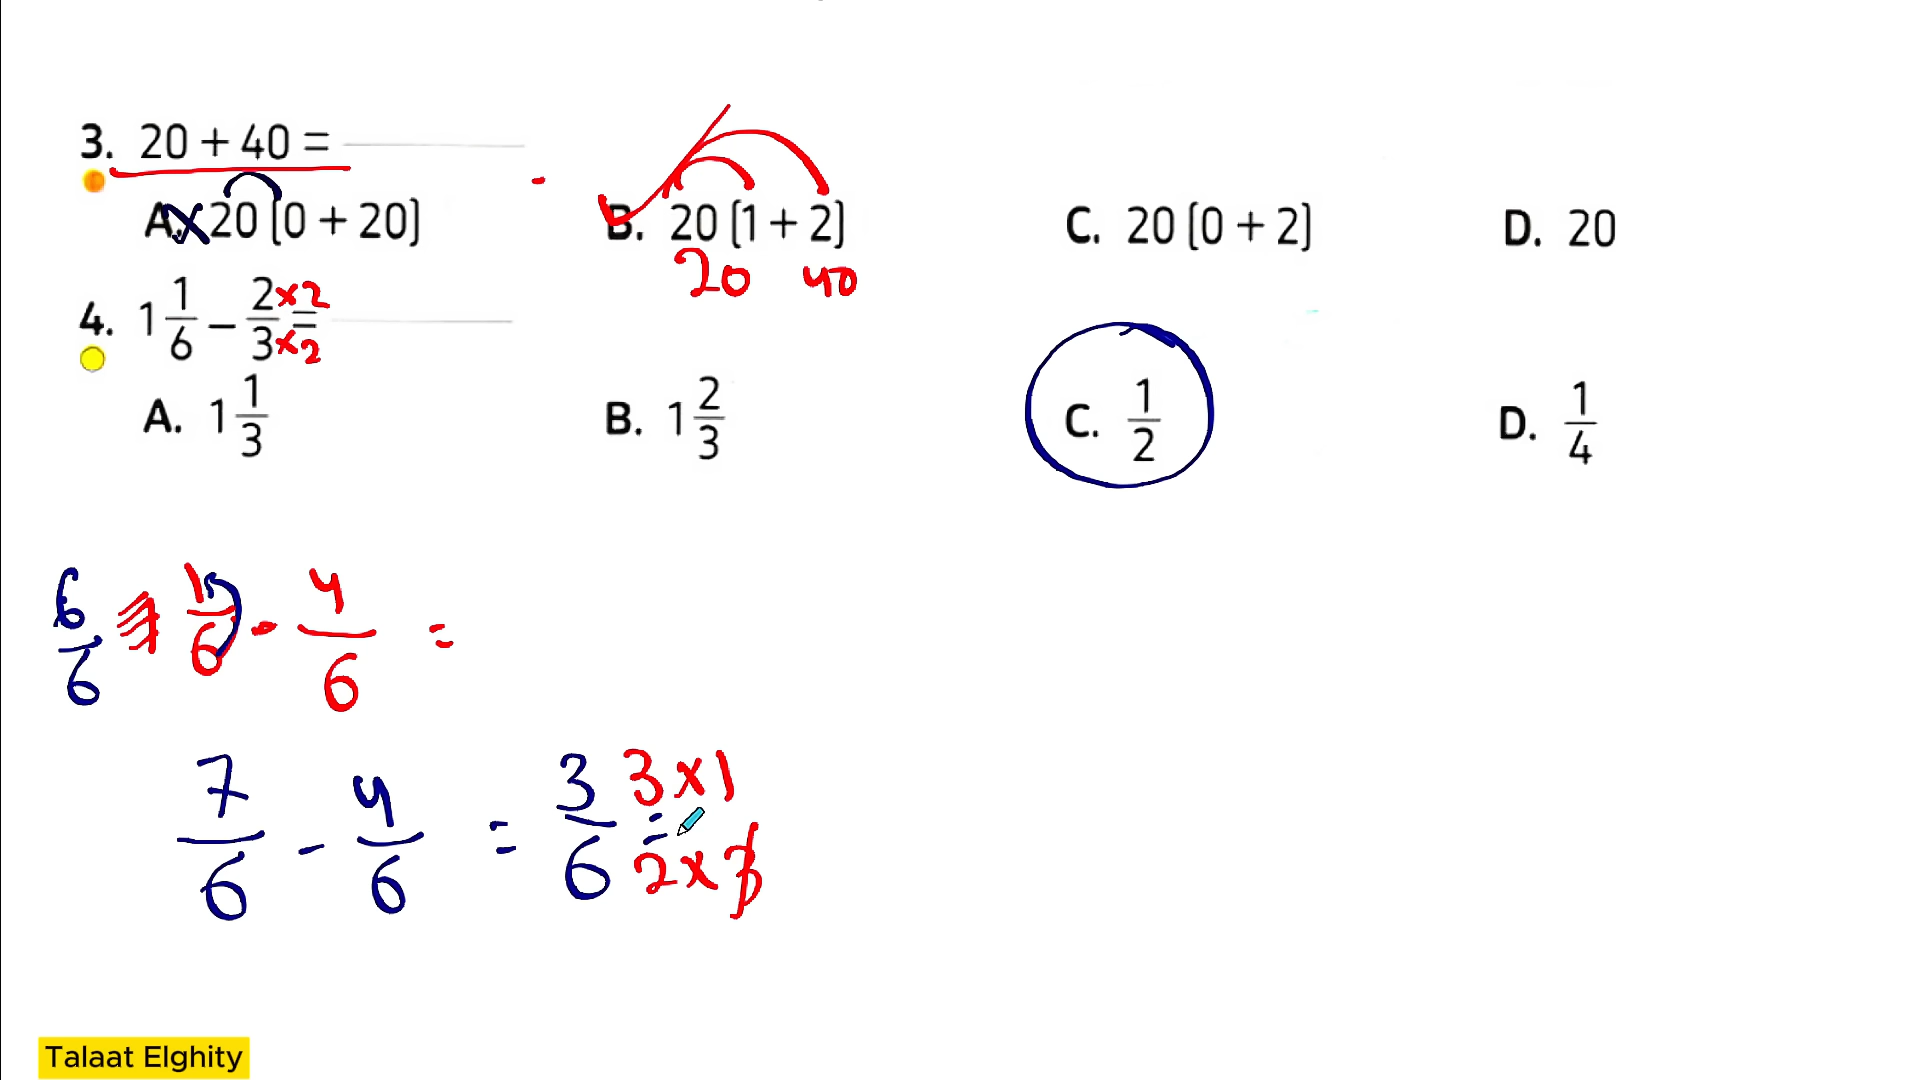 3. 20 + 40 =
A. 20 (0 + 20)
B. 20 (1 + 2)
C. 20 (0 + 2)
D. 20
20 40
4. 1 1/6 − 2/3 = ×2 ×2
A. 1 1/3
B. 1 2/3
C. 1/2
D. 1/4
6/6 1 1/6 - 4/6 =
7/6 - 4/6 = 3/6 = 3×1 / 2×3
Talaat Elghity